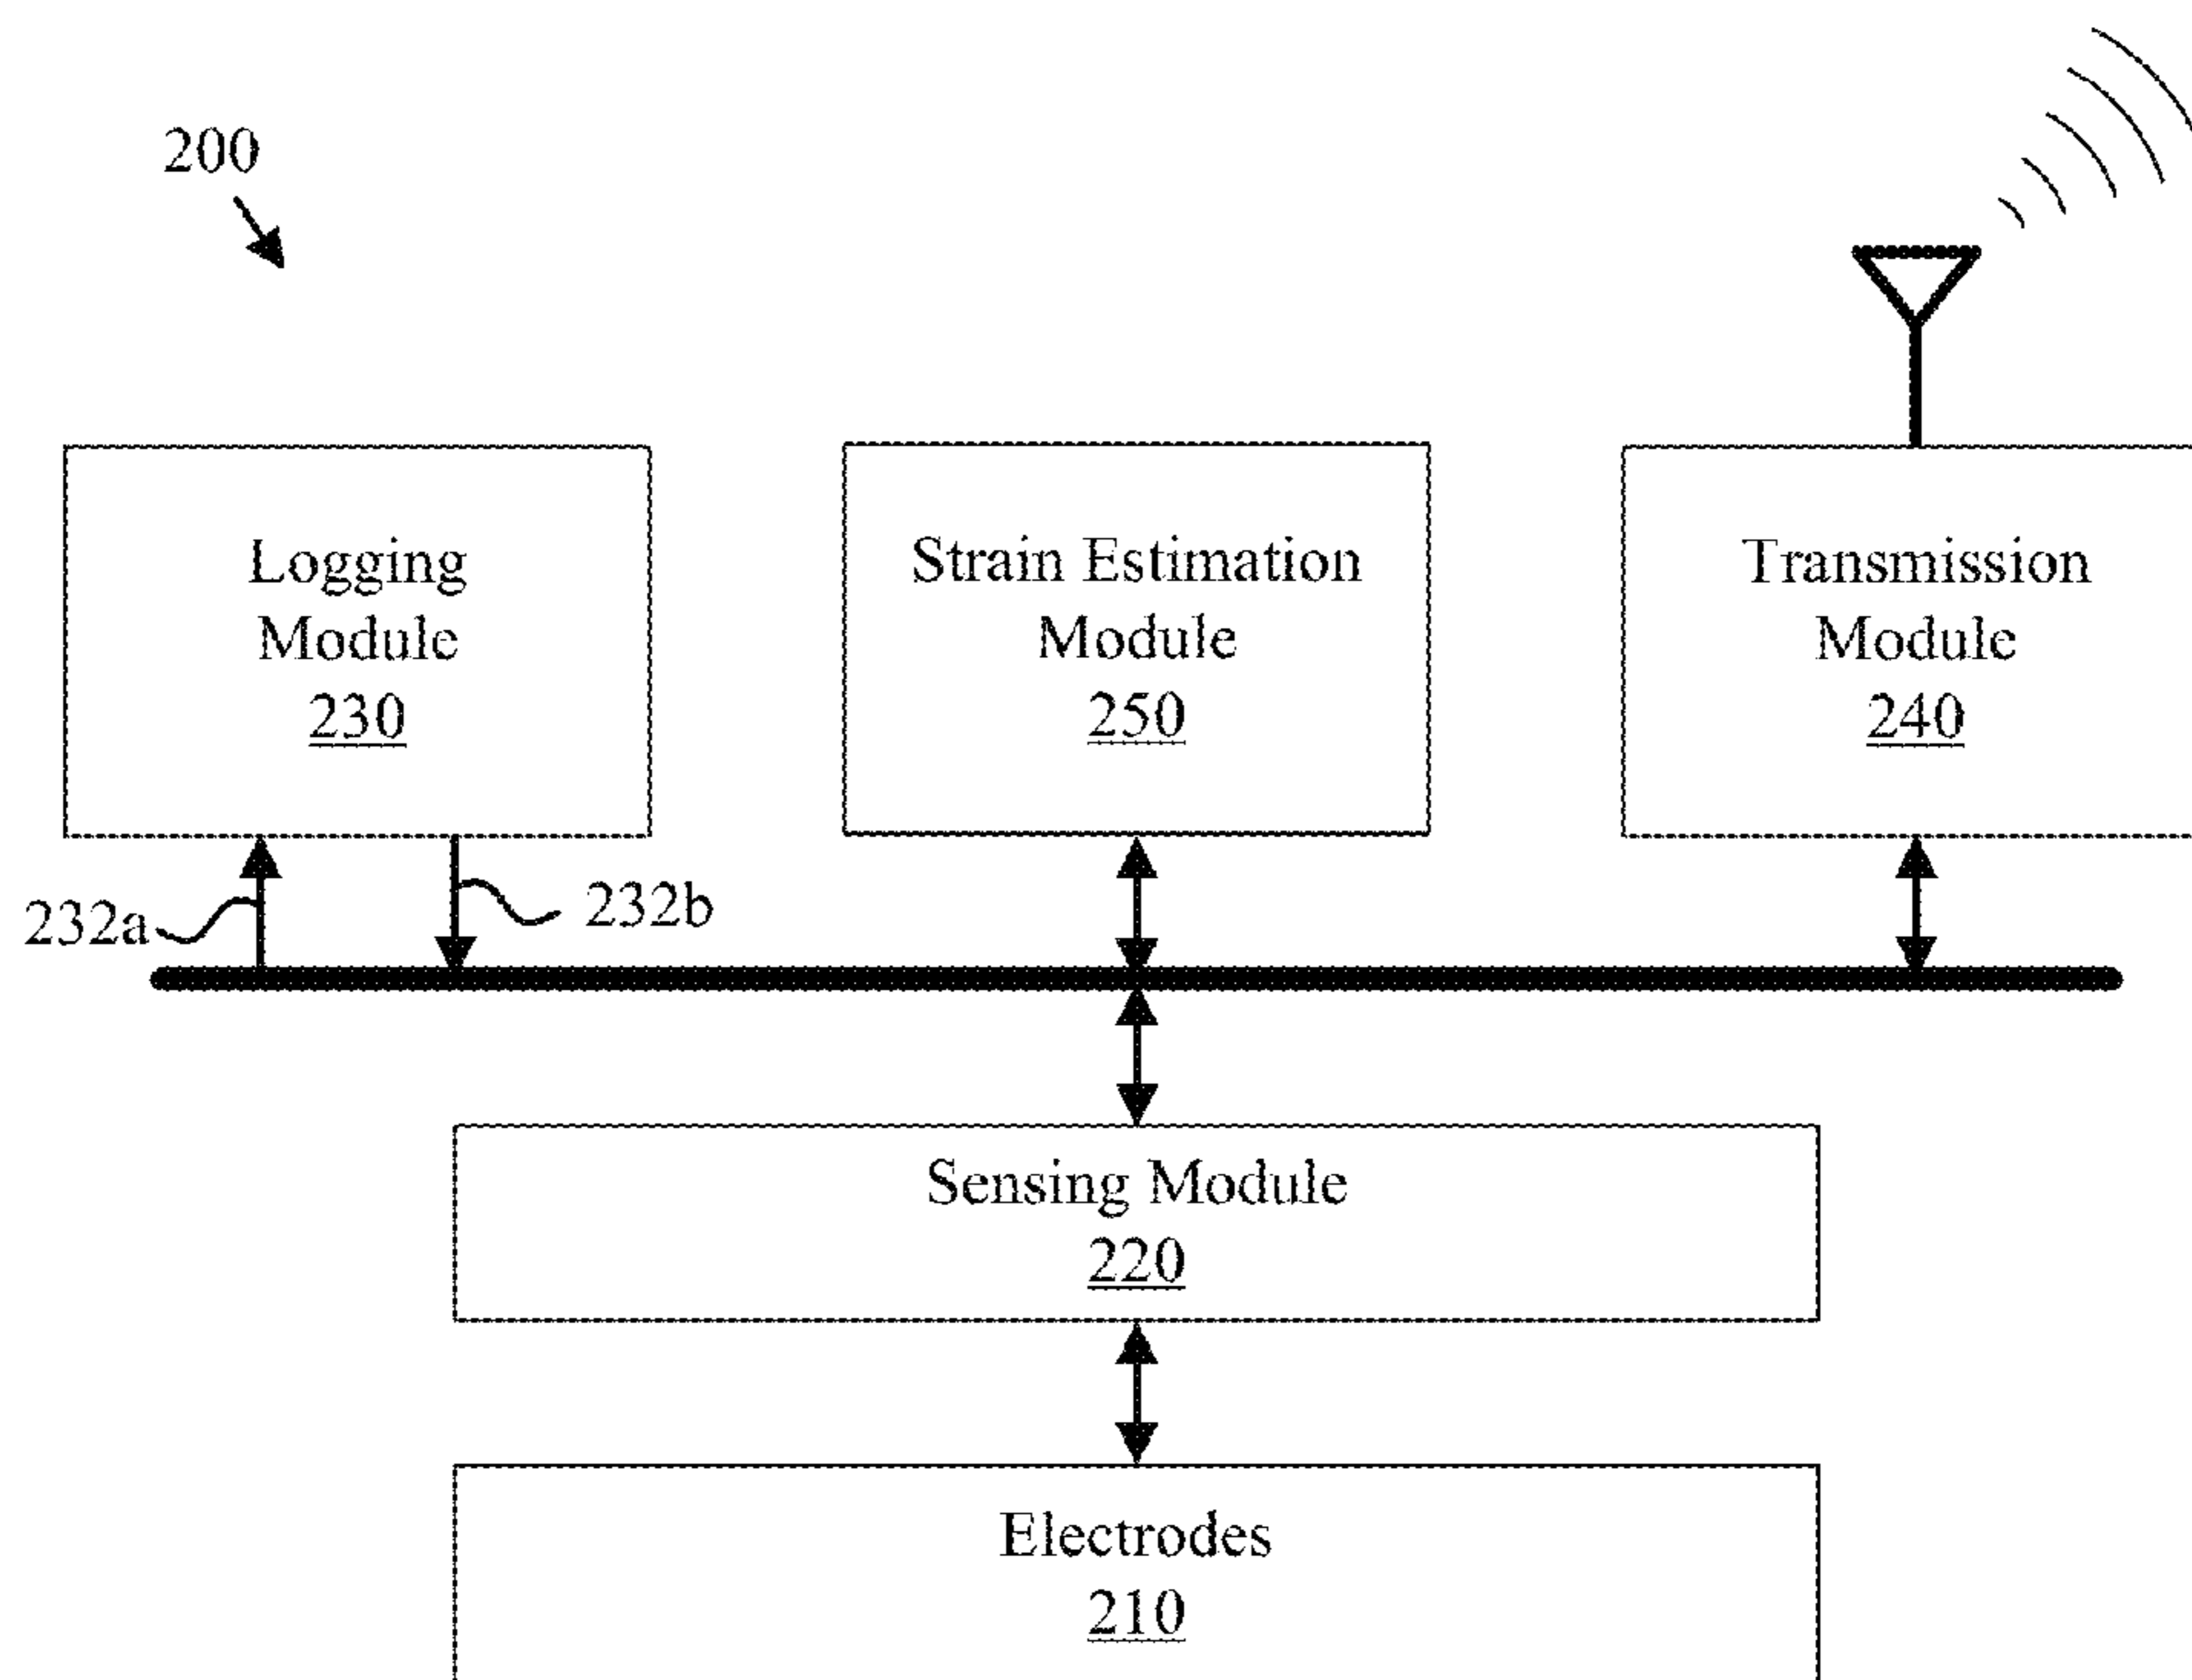 200
Logging
Module
230
Strain Estimation
Module
250
Transmission
Module
240
232a
232b
Sensing Module
220
Electrodes
210